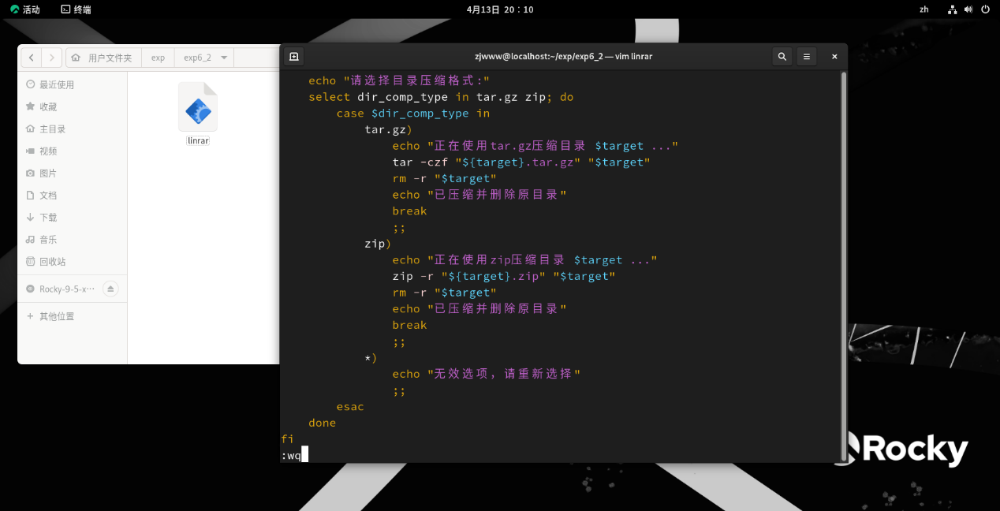 活动 终端 4月13日 20：10 zh
用户文件夹 exp exp6_2
最近使用
收藏
主目录
视频
图片
文档
下载
音乐
回收站
Rocky-9-5-x…
其他位置
linrar
zjwww@localhost:~/exp/exp6_2 — vim linrar
echo "请选择目录压缩格式:"
select dir_comp_type in tar.gz zip; do
case $dir_comp_type in
tar.gz)
echo "正在使用tar.gz压缩目录 $target ..."
tar -czf "${target}.tar.gz" "$target"
rm -r "$target"
echo "已压缩并删除原目录"
break
;;
zip)
echo "正在使用zip压缩目录 $target ..."
zip -r "${target}.zip" "$target"
rm -r "$target"
echo "已压缩并删除原目录"
break
;;
*)
echo "无效选项，请重新选择"
;;
esac
done
fi
:wq
Rocky